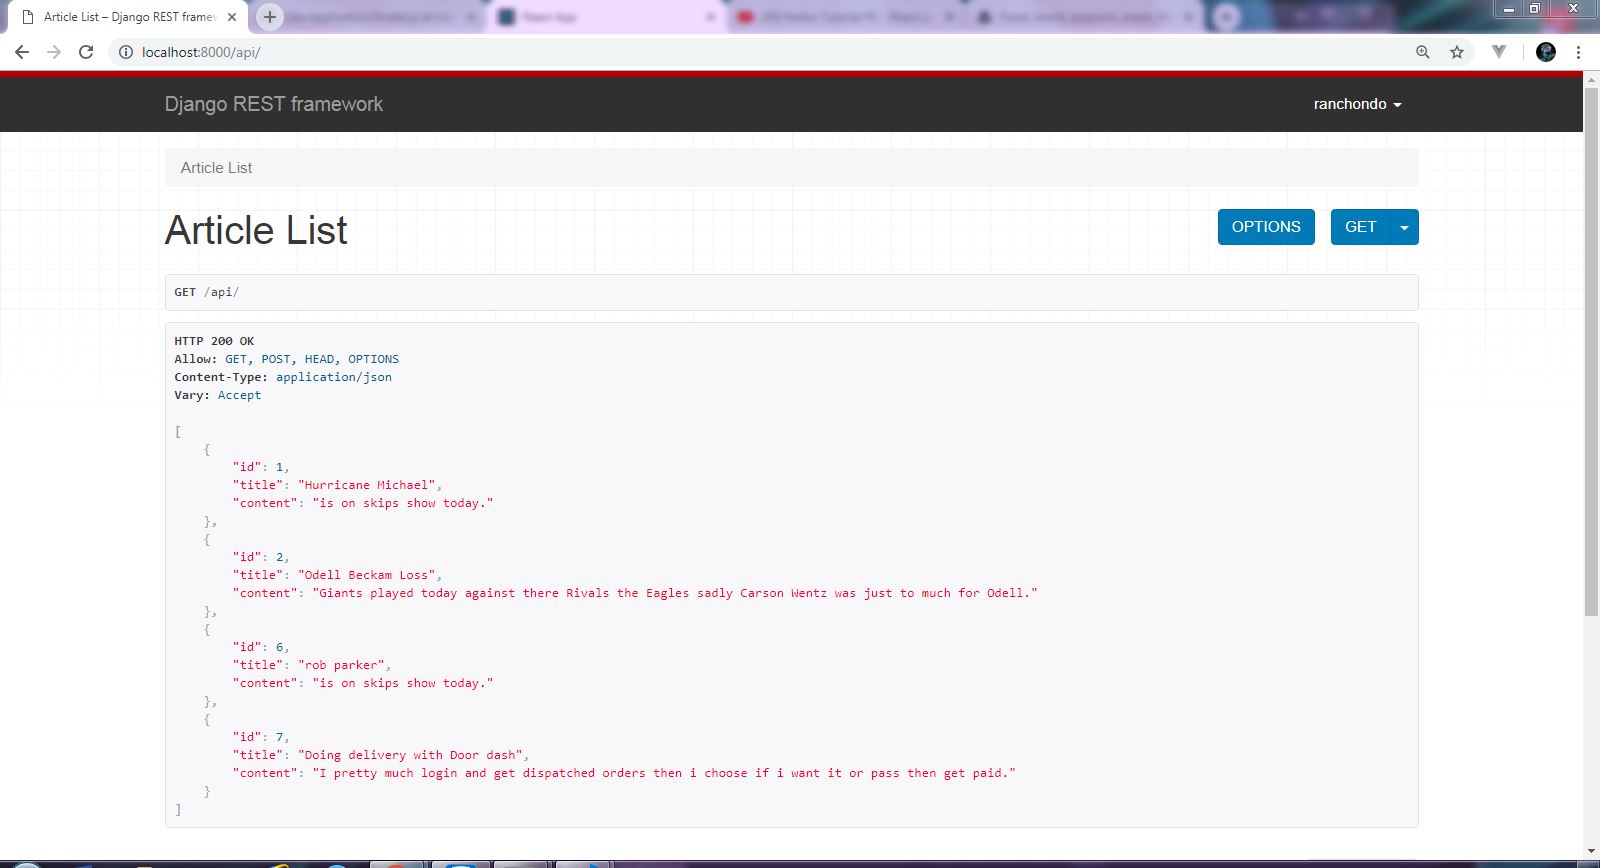 Article List – Django REST framew
React App
localhost:8000/api/
Django REST framework
ranchondo
Article List
Article List
OPTIONS
GET
GET /api/
HTTP 200 OK
Allow: GET, POST, HEAD, OPTIONS
Content-Type: application/json
Vary: Accept
[
{
"id": 1,
"title": "Hurricane Michael",
"content": "is on skips show today."
},
{
"id": 2,
"title": "Odell Beckam Loss",
"content": "Giants played today against there Rivals the Eagles sadly Carson Wentz was just to much for Odell."
},
{
"id": 6,
"title": "rob parker",
"content": "is on skips show today."
},
{
"id": 7,
"title": "Doing delivery with Door dash",
"content": "I pretty much login and get dispatched orders then i choose if i want it or pass then get paid."
}
]